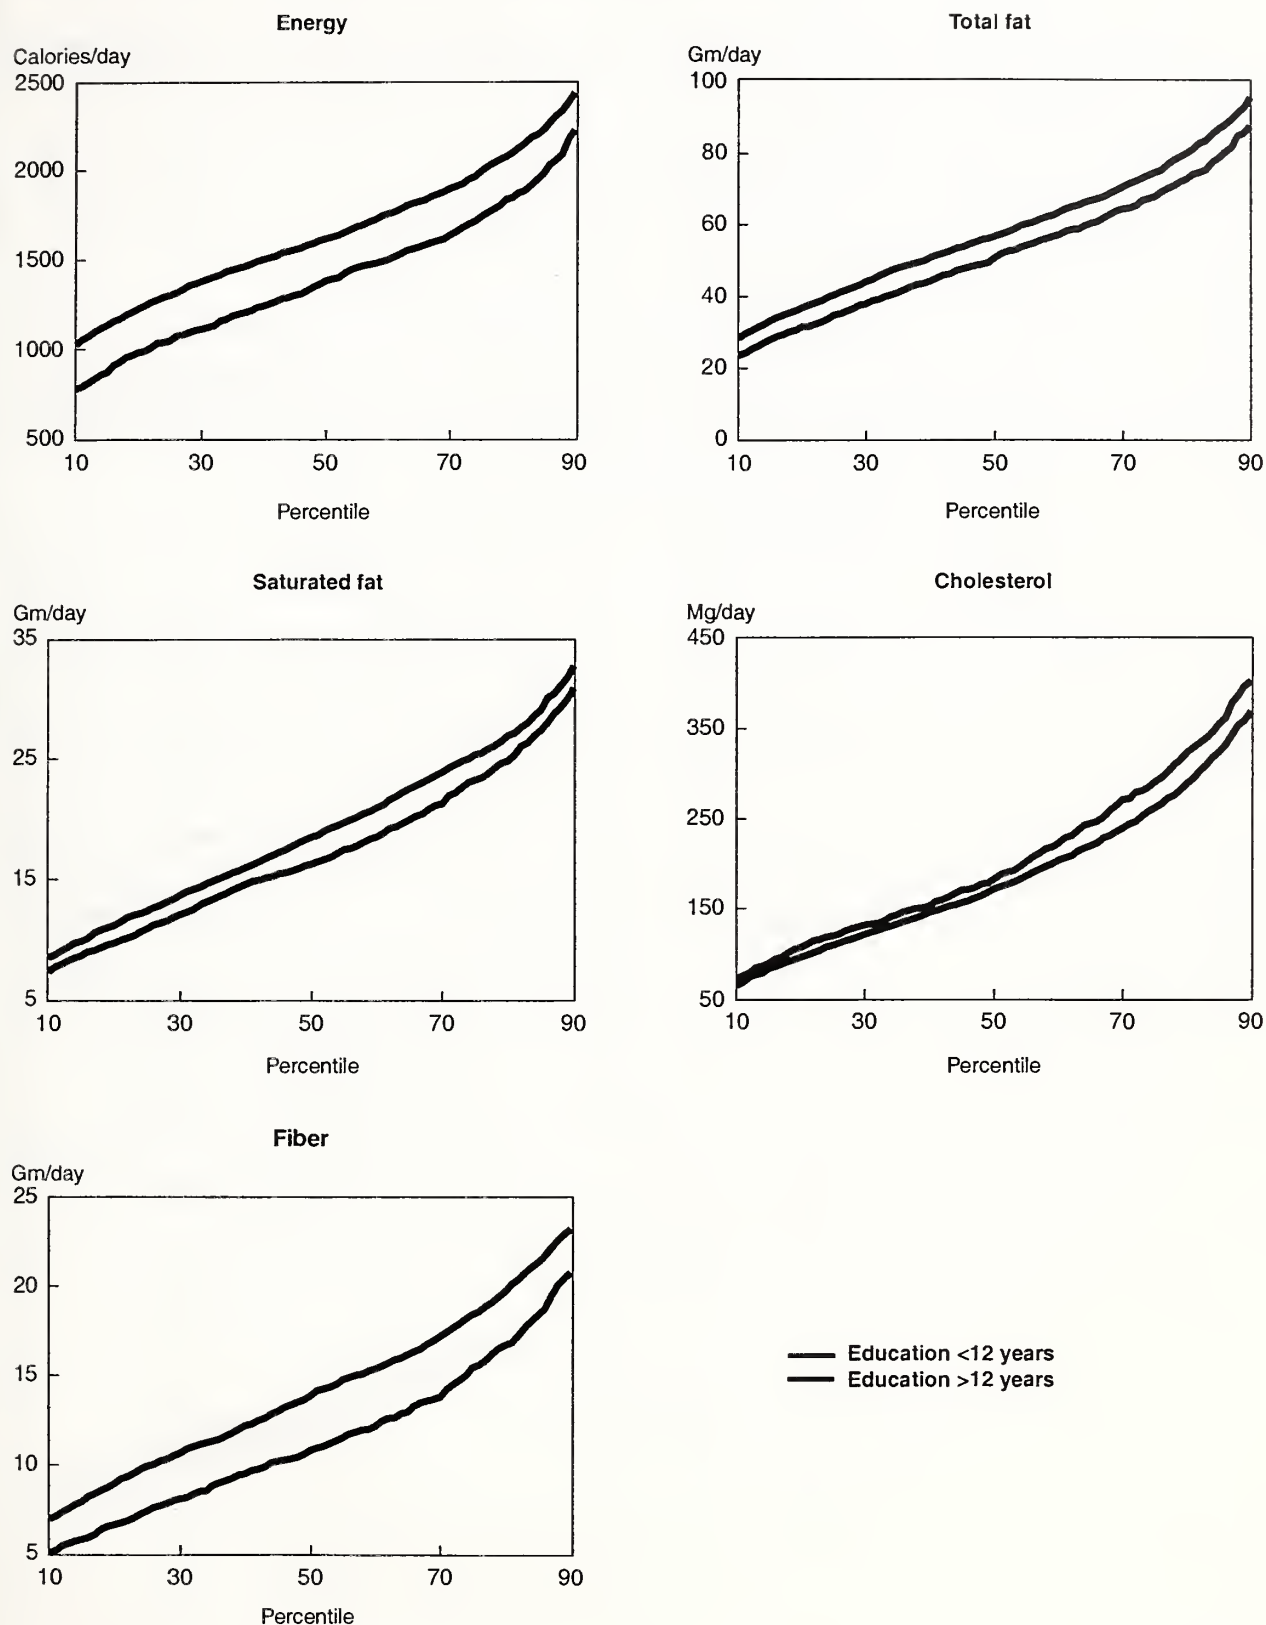 Energy
Calories/day
2500
2000
1500
1000
500
10 30 50 70 90
Percentile
Total fat
Gm/day
100
80
60
40
20
0
10 30 50 70 90
Percentile
Saturated fat
Gm/day
35
25
15
5
10 30 50 70 90
Percentile
Cholesterol
Mg/day
450
350
250
150
50
10 30 50 70 90
Percentile
Fiber
Gm/day
25
20
15
10
5
10 30 50 70 90
Percentile
Education <12 years
Education >12 years